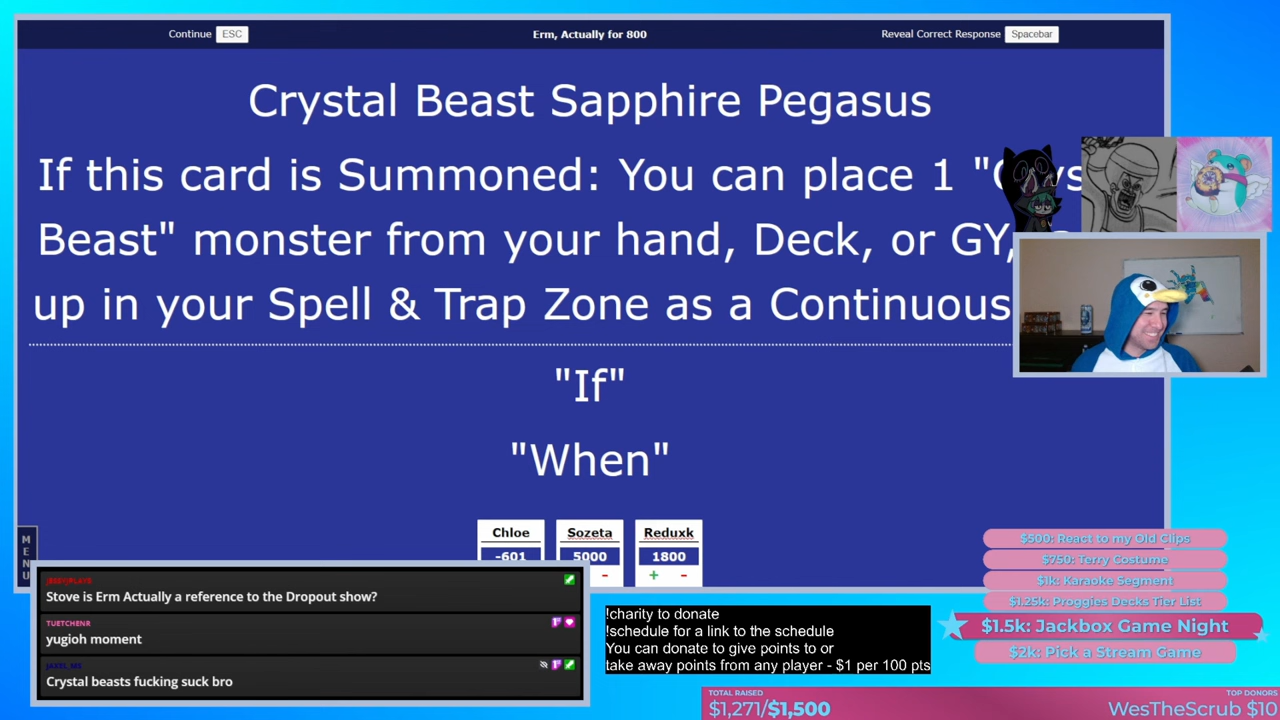 Continue ESC
Erm, Actually for 800
Reveal Correct Response Spacebar
Crystal Beast Sapphire Pegasus
If this card is Summoned: You can place 1 "
Beast" monster from your hand, Deck, or GY,
up in your Spell & Trap Zone as a Continuous
"If"
"When"
MENU
Chloe Sozeta Reduxk
-601 5000 1800
- + -
Stove is Erm Actually a reference to the Dropout show?
TUETCHENR
yugioh moment
Crystal beasts fucking suck bro
!charity to donate
!schedule for a link to the schedule
You can donate to give points to or
take away points from any player - $1 per 100 pts
$500: React to my Old Clips
$750: Terry Costume
$1k: Karaoke Segment
$1.25k: Proggies Decks Tier List
$1.5k: Jackbox Game Night
$2k: Pick a Stream Game
TOTAL RAISED
$1,271/$1,500
TOP DONORS
WesTheScrub $10